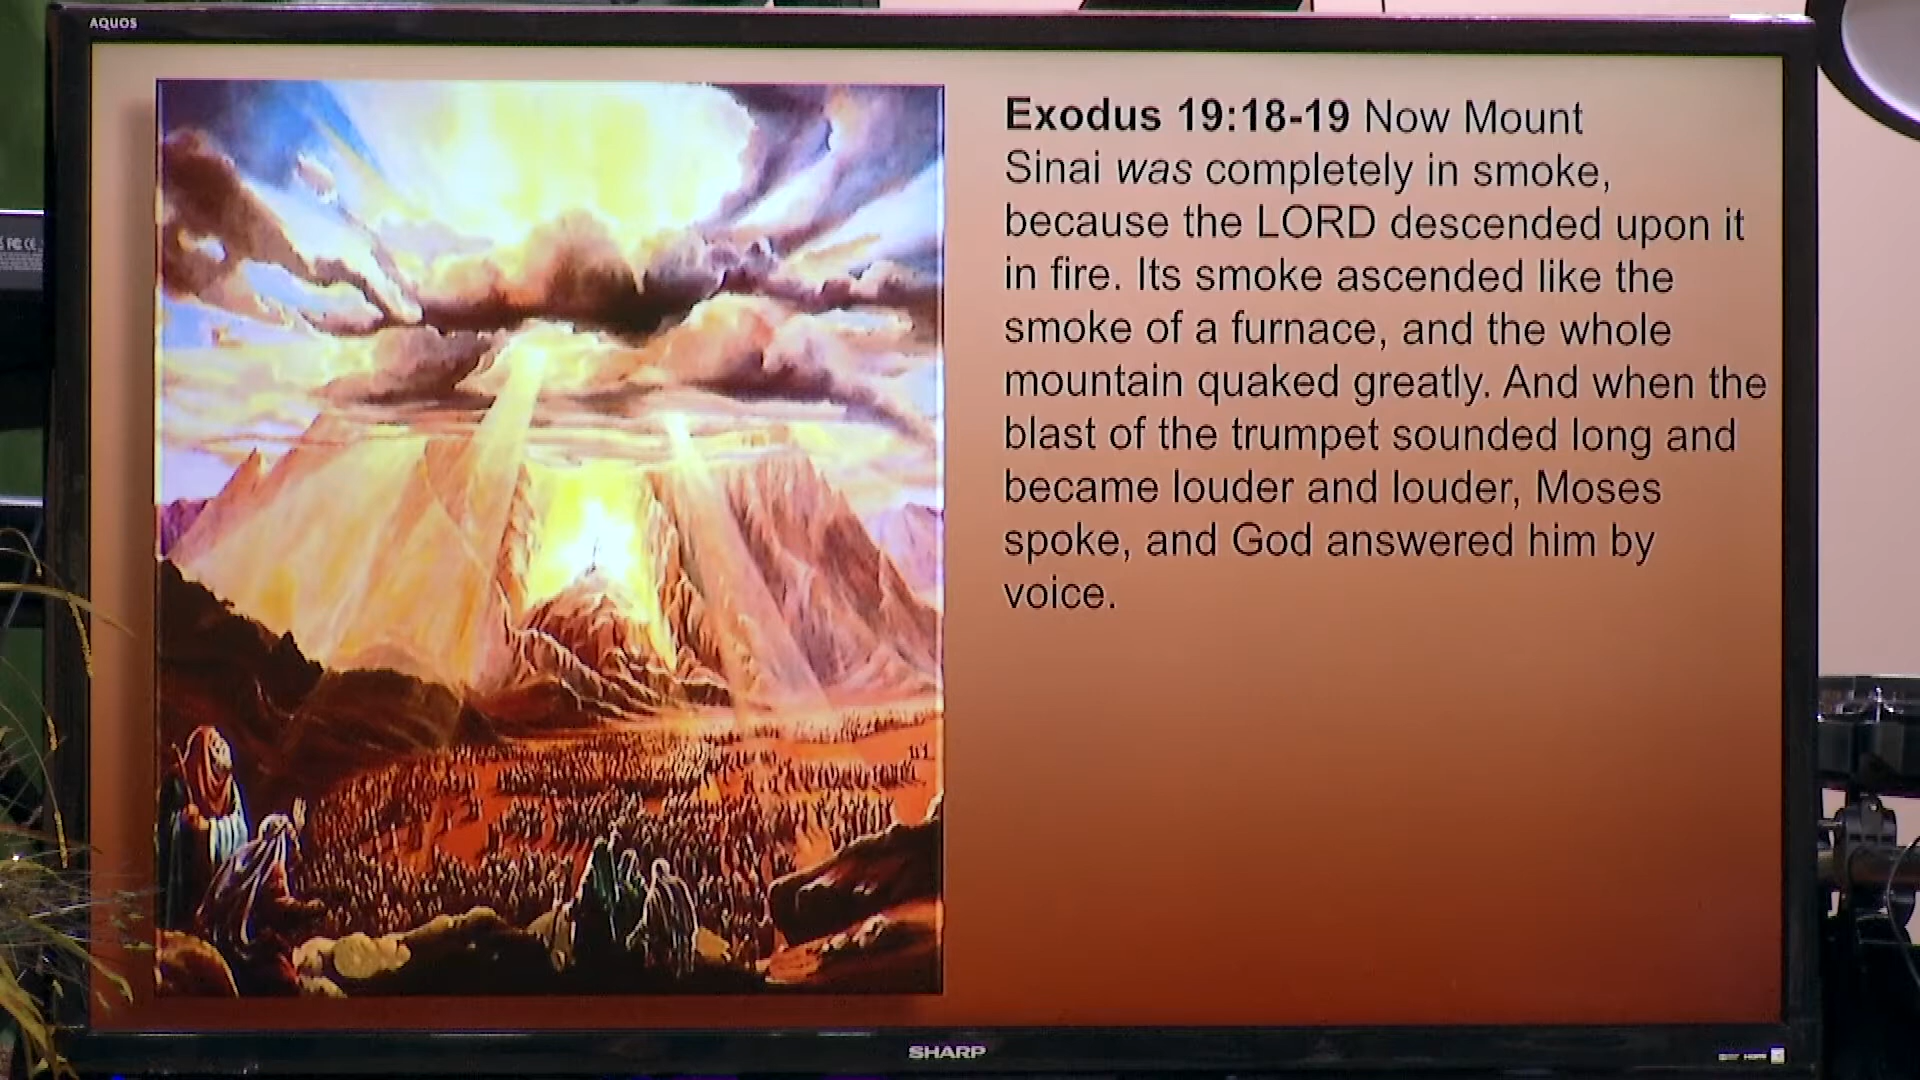 AQUOS
Exodus 19:18-19 Now Mount
Sinai was completely in smoke,
because the LORD descended upon it
in fire. Its smoke ascended like the
smoke of a furnace, and the whole
mountain quaked greatly. And when the
blast of the trumpet sounded long and
became louder and louder, Moses
spoke, and God answered him by
voice.
SHARP